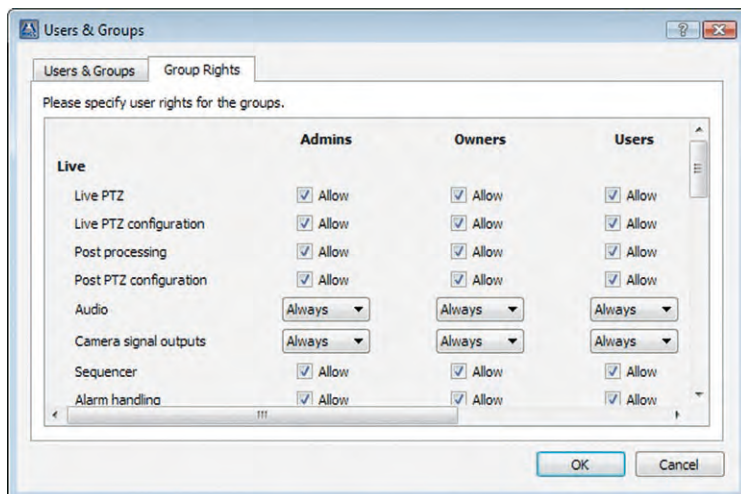 Users & Groups
Users & Groups Group Rights
Please specify user rights for the groups.
Admins Owners Users
Live
Live PTZ Allow Allow Allow
Live PTZ configuration Allow Allow Allow
Post processing Allow Allow Allow
Post PTZ configuration Allow Allow Allow
Audio Always Always Always
Camera signal outputs Always Always Always
Sequencer Allow Allow Allow
Alarm handling Allow Allow Allow
OK Cancel